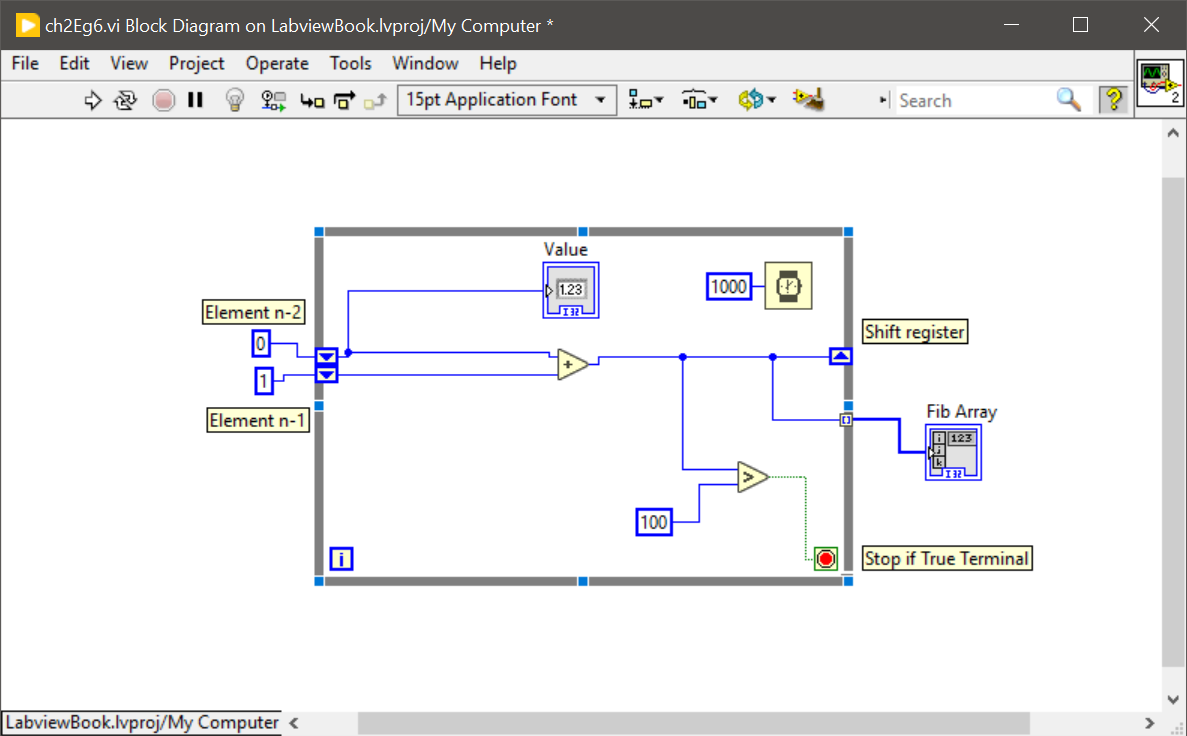 ch2Eg6.vi Block Diagram on LabviewBook.lvproj/My Computer *
File Edit View Project Operate Tools Window Help
15pt Application Font
Search
2
Value
1.23
I32
1000
Element n-2
0
1
Element n-1
+
Shift register
Fib Array
i
j
k
123
I32
[]
>
100
i
Stop if True Terminal
LabviewBook.lvproj/My Computer